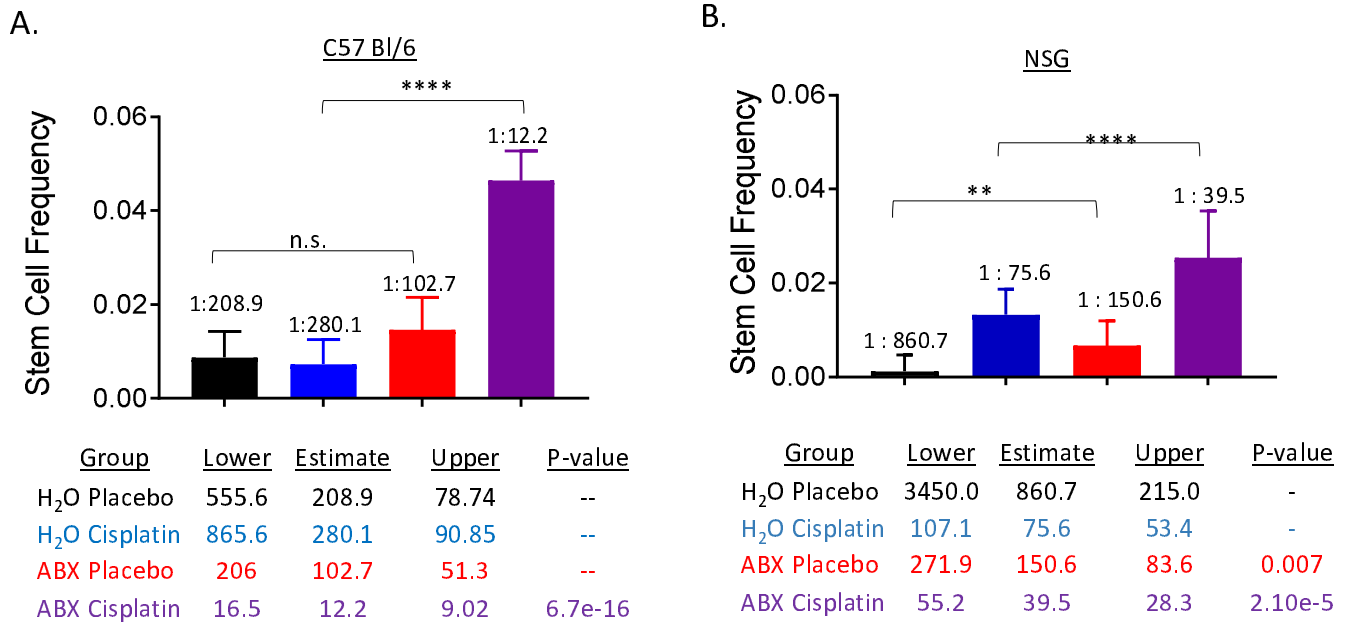 A.
C57 Bl/6
****
0.06
1:12.2
0.04
n.s.
1:102.7
1:208.9
0.02
1:280.1
0.00
Stem Cell Frequency
Group Lower Estimate Upper P-value
H2O Placebo 555.6 208.9 78.74 --
H2O Cisplatin 865.6 280.1 90.85 --
ABX Placebo 206 102.7 51.3 --
ABX Cisplatin 16.5 12.2 9.02 6.7e-16
B.
NSG
0.06
****
0.04
**
1 : 39.5
0.02
1 : 75.6
1 : 150.6
1 : 860.7
0.00
Stem Cell Frequency
Group Lower Estimate Upper P-value
H2O Placebo 3450.0 860.7 215.0 -
H2O Cisplatin 107.1 75.6 53.4 -
ABX Placebo 271.9 150.6 83.6 0.007
ABX Cisplatin 55.2 39.5 28.3 2.10e-5